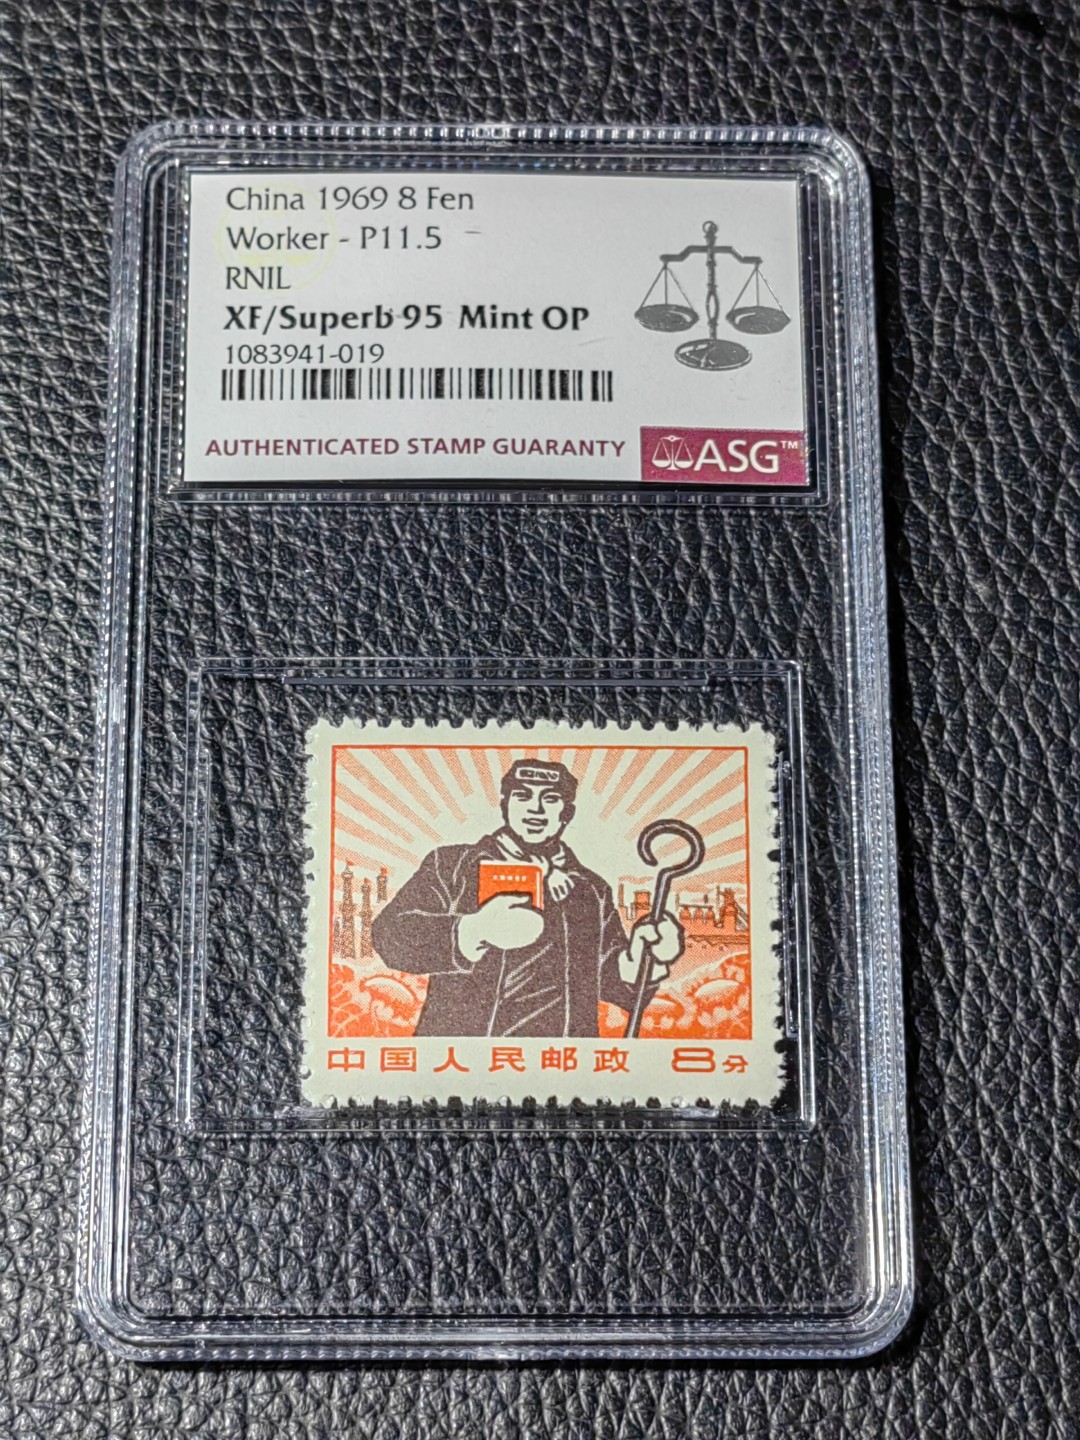 China 1969 8 Fen
Worker - P11.5
RNIL
XF/Superb 95 Mint OP
1083941-019
AUTHENTICATED STAMP GUARANTY
ASG™
中国人民邮政 8分